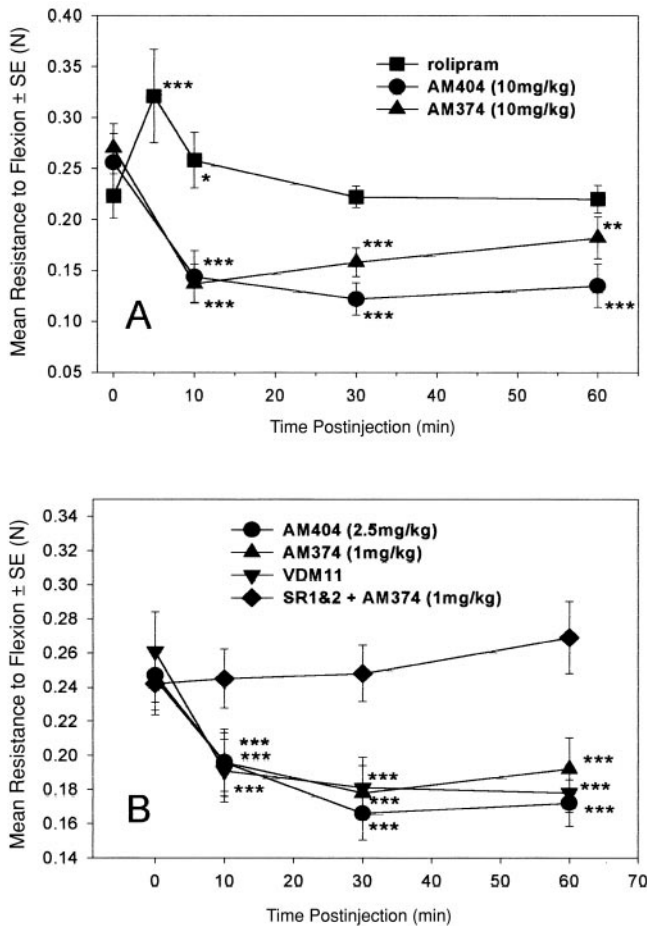 0.40
0.35
0.30
0.25
0.20
0.15
0.10
0.05
Mean Resistance to Flexion ± SE (N)
rolipram
AM404 (10mg/kg)
AM374 (10mg/kg)
***
*
***
***
***
***
**
***
A
0 10 20 30 40 50 60
Time Postinjection (min)
0.34
0.32
0.30
0.28
0.26
0.24
0.22
0.20
0.18
0.16
0.14
Mean Resistance to Flexion ± SE (N)
AM404 (2.5mg/kg)
AM374 (1mg/kg)
VDM11
SR1&2 + AM374 (1mg/kg)
***
***
***
***
***
***
***
***
***
B
0 10 20 30 40 50 60 70
Time Postinjection (min)